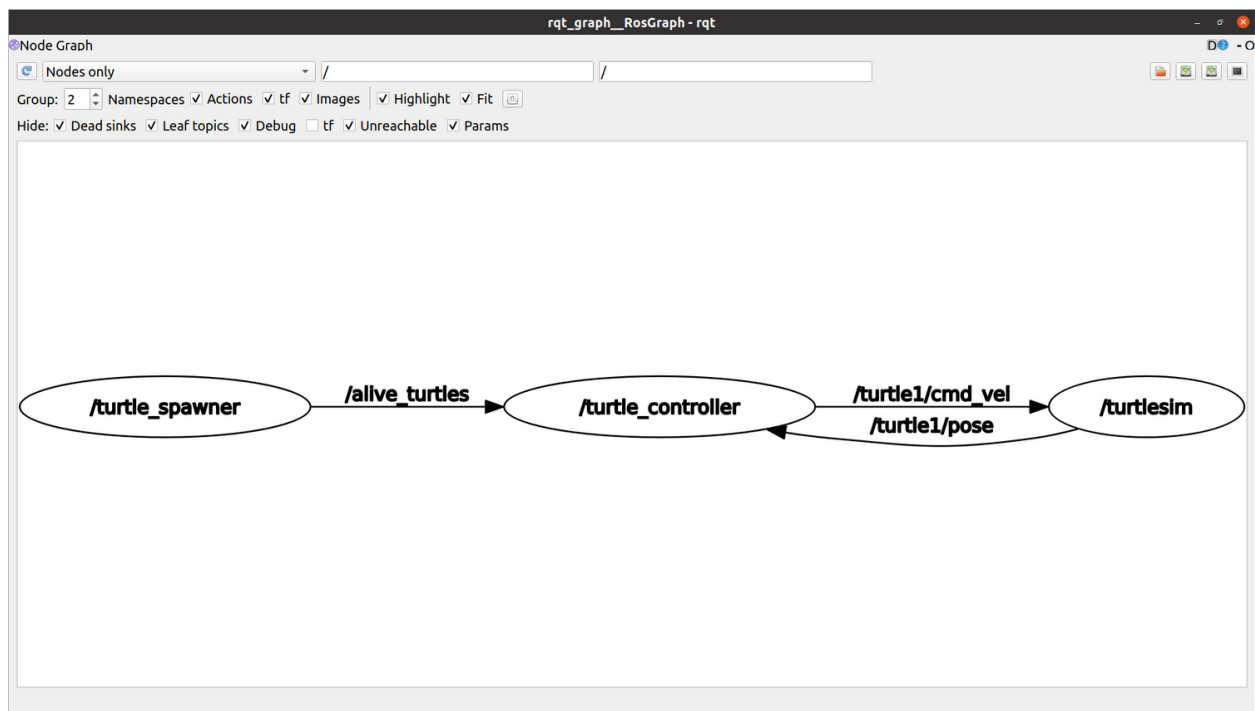 rqt_graph__RosGraph - rqt
Node Graph
D - O
Nodes only / /
Group: 2 Namespaces Actions tf Images Highlight Fit
Hide: Dead sinks Leaf topics Debug tf Unreachable Params
/turtle_spawner /alive_turtles /turtle_controller /turtle1/cmd_vel /turtlesim
/turtle1/pose